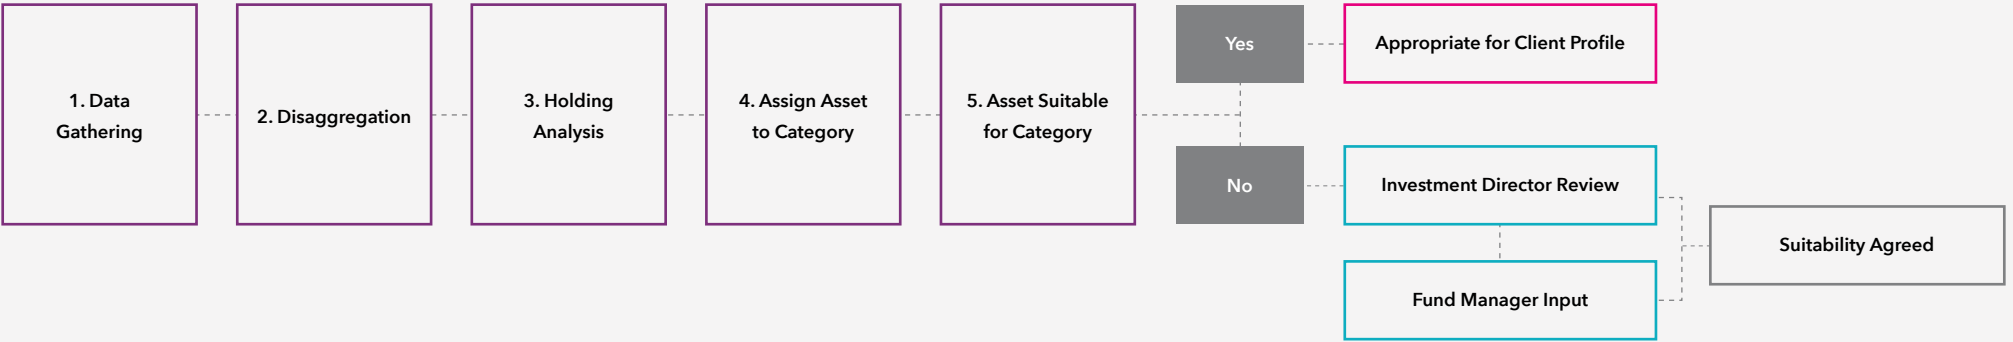 1. Data
Gathering
2. Disaggregation
3. Holding
Analysis
4. Assign Asset
to Category
5. Asset Suitable
for Category
Yes
Appropriate for Client Profile
No
Investment Director Review
Fund Manager Input
Suitability Agreed